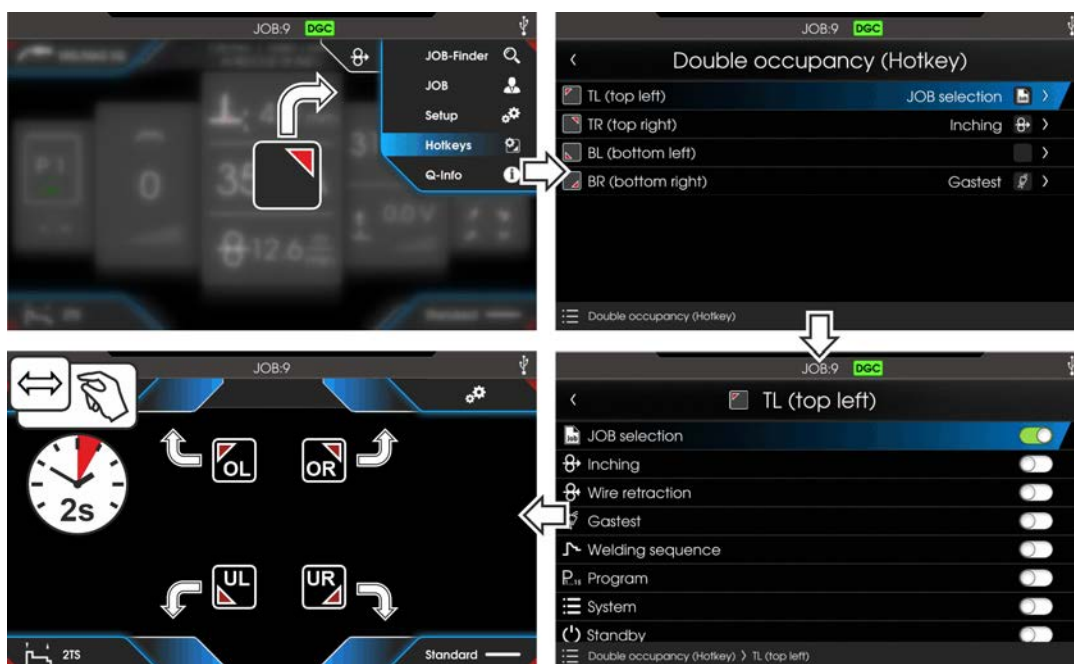 JOB:9 DGC
JOB-Finder
JOB
Setup
Hotkeys
Q-Info
JOB:9 DGC
Double occupancy (Hotkey)
TL (top left) JOB selection
TR (top right) Inching
BL (bottom left)
BR (bottom right) Gastest
Double occupancy (Hotkey)
JOB:9
2s
OL OR
UL UR
2TS Standard
JOB:9 DGC
TL (top left)
JOB selection
Inching
Wire retraction
Gastest
Welding sequence
Program
System
Standby
Double occupancy (Hotkey) > TL (top left)